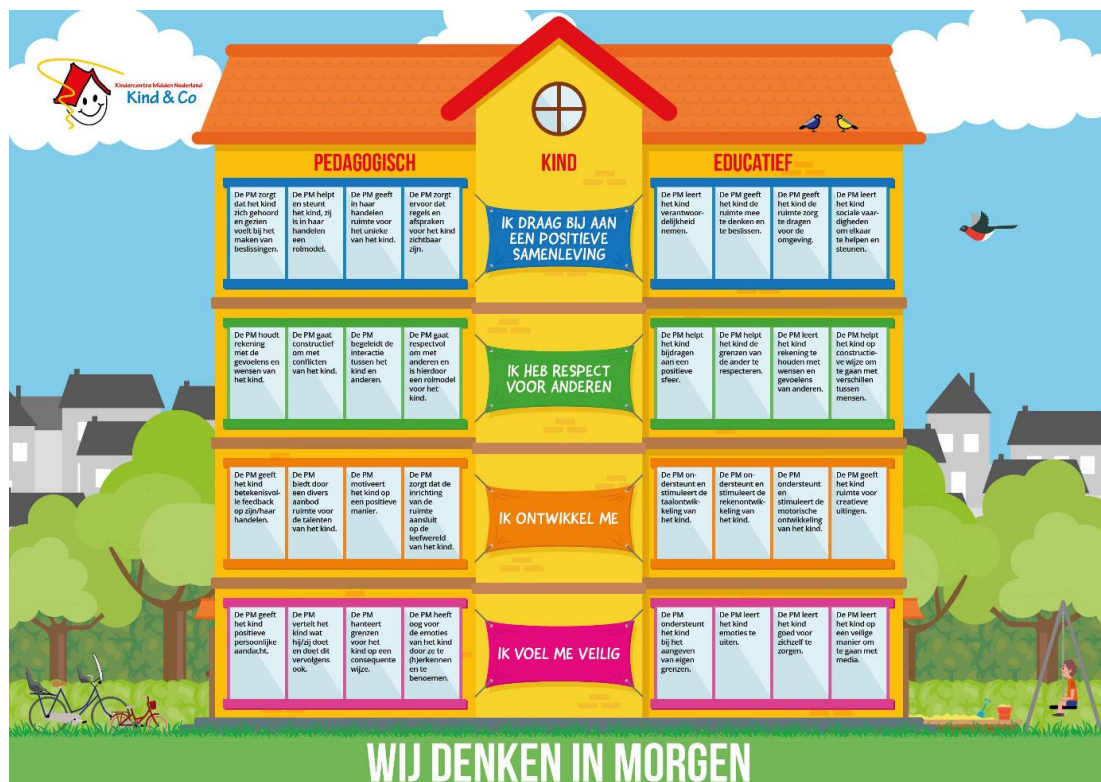 Kindercentra Midden Nederland
Kind & Co
PEDAGOGISCH
KIND
EDUCATIEF
De PM zorgt
dat het kind
zich gehoord
en gezien
voelt bij het
maken van
beslissingen.
De PM helpt
en steunt
het kind, zij
is in haar
handelen
een
rolmodel.
De PM geeft
in haar
handelen
ruimte voor
het unieke
van het kind.
De PM zorgt
ervoor dat
regels en
afspraken
voor het kind
zichtbaar
zijn.
IK DRAAG BIJ AAN
EEN POSITIEVE
SAMENLEVING
De PM leert
het kind
verantwoor-
delijkheid
nemen.
De PM geeft
het kind de
ruimte mee
te denken en
te beslissen.
De PM geeft
het kind de
ruimte zorg
te dragen
voor de
omgeving.
De PM leert
het kind
sociale vaar-
digheden
om elkaar
te helpen en
steunen.
De PM houdt
rekening
met de
gevoelens en
wensen van
het kind.
De PM gaat
constructief
om met
conflicten
van het kind.
De PM
begeleidt de
interactie
tussen het
kind en
anderen.
De PM gaat
respectvol
om met
anderen en
is hierdoor
een rolmodel
voor het
kind.
IK HEB RESPECT
VOOR ANDEREN
De PM helpt
het kind
bijdragen
aan een
positieve
sfeer.
De PM helpt
het kind de
grenzen van
de ander te
respecteren.
De PM leert
het kind
rekening te
houden met
wensen en
gevoelens
van anderen.
De PM helpt
het kind op
constructie-
ve wijze om
te gaan met
verschillen
tussen
mensen.
De PM geeft
het kind
betekenisvol-
le feedback
op zijn/haar
handelen.
De PM
biedt door
een divers
aanbod
ruimte voor
de talenten
van het kind.
De PM
motiveert
het kind op
een positieve
manier.
De PM
zorgt dat de
inrichting
van de
ruimte
aansluit
op de
leefwereld
van het kind.
IK ONTWIKKEL ME
De PM on-
dersteunt en
stimuleert de
taalontwik-
keling van
het kind.
De PM on-
dersteunt en
stimuleert de
rekenontwik-
keling van
het kind.
De PM
ondersteunt
en
stimuleert de
motorische
ontwikkeling
van het kind.
De PM geeft
het kind
ruimte voor
creatieve
uitingen.
De PM geeft
het kind
positieve
persoonlijke
aandacht.
De PM
vertelt het
kind wat
hij/zij doet
en doet dit
vervolgens
ook.
De PM
hanteert
grenzen
voor het
kind op een
consequente
wijze.
De PM heeft
oog voor
de emoties
van het kind
door ze te
(h)erkennen
en te
benoemen.
IK VOEL ME VEILIG
De PM
ondersteunt
het kind
bij het
aangeven
van eigen
grenzen.
De PM leert
het kind
emoties te
uiten.
De PM leert
het kind
goed voor
zichzelf te
zorgen.
De PM leert
het kind op
een veilige
manier om
te gaan met
media.
WIJ DENKEN IN MORGEN